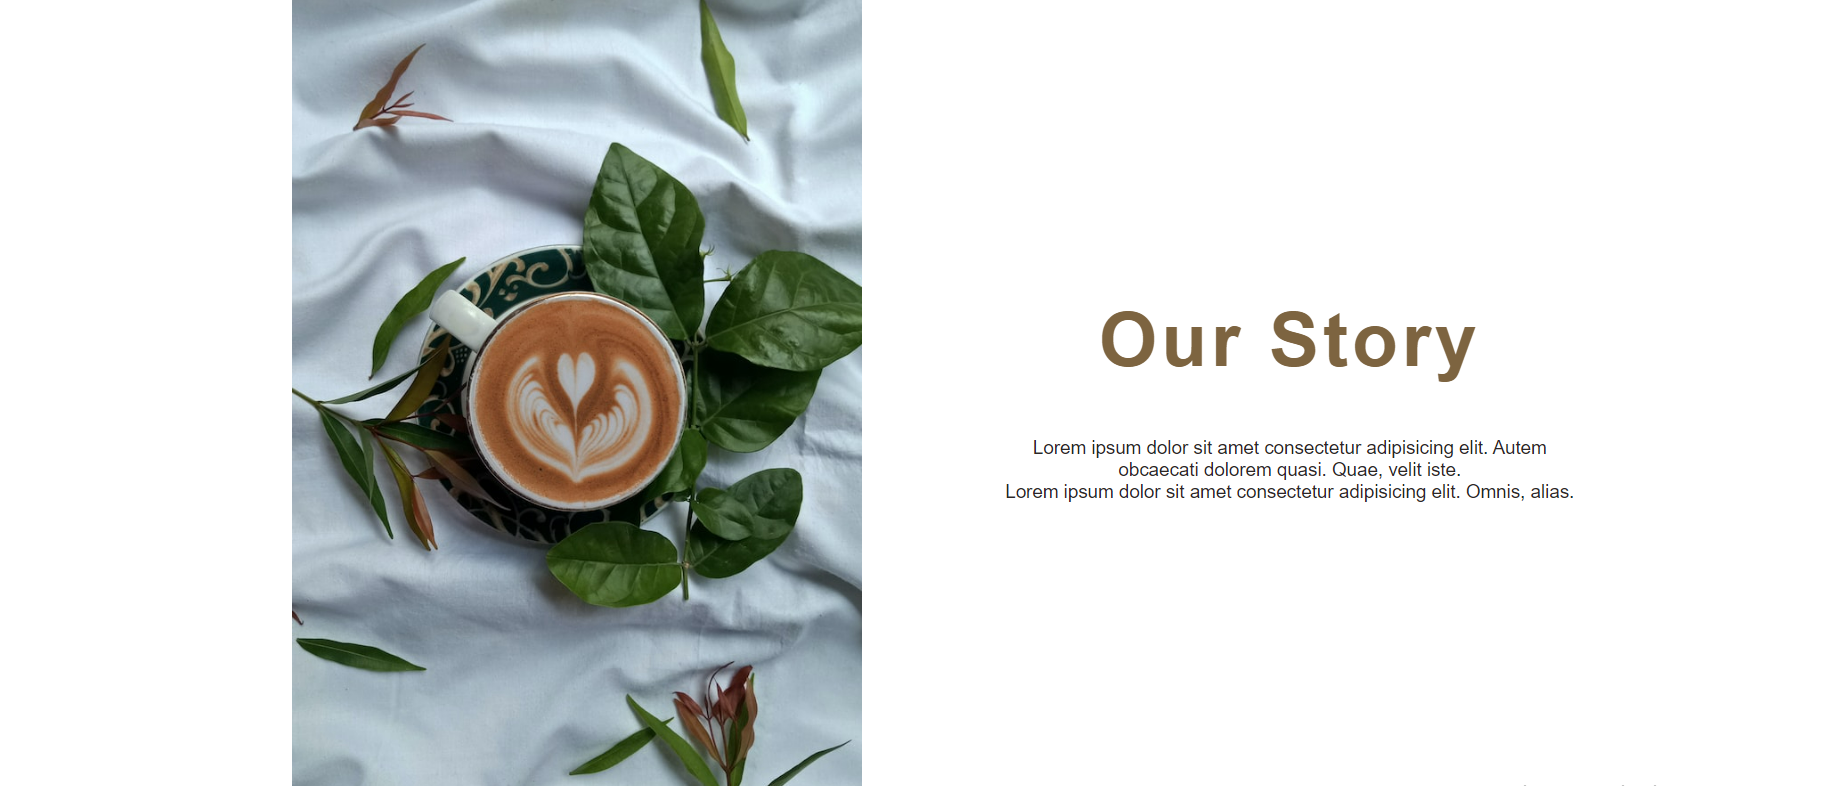 Our Story
Lorem ipsum dolor sit amet consectetur adipisicing elit. Autem
obcaecati dolorem quasi. Quae, velit iste.
Lorem ipsum dolor sit amet consectetur adipisicing elit. Omnis, alias.